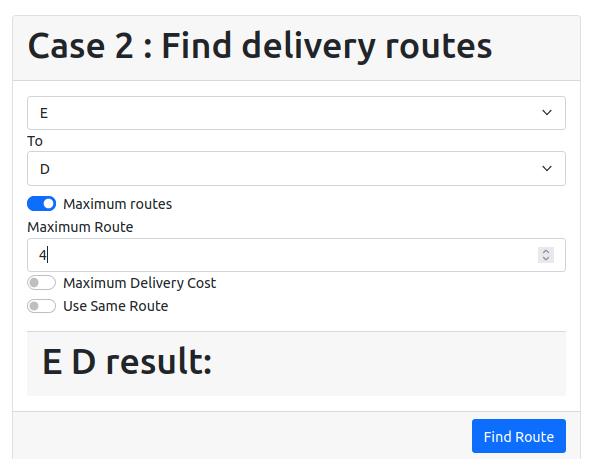 Case 2 : Find delivery routes
E
To
D
Maximum routes
Maximum Route
4
Maximum Delivery Cost
Use Same Route
E D result:
Find Route